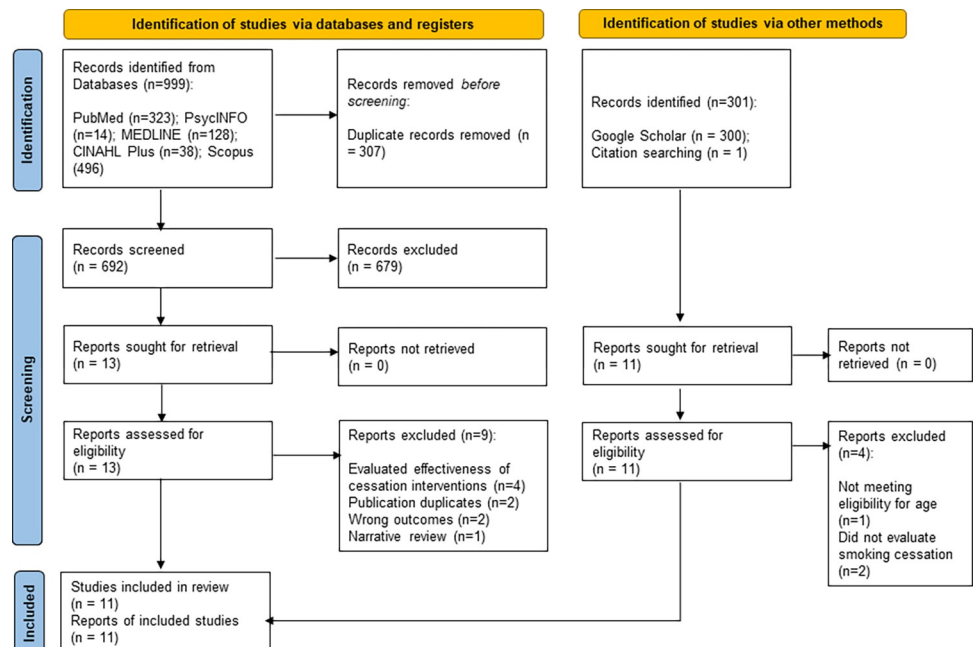 Identification of studies via databases and registers
Identification of studies via other methods
Identification
Records identified from
Databases (n=999):
PubMed (n=323); PsycINFO
(n=14); MEDLINE (n=128);
CINAHL Plus (n=38); Scopus
(496)
Records removed before
screening:
Duplicate records removed (n
= 307)
Records identified (n=301):
Google Scholar (n = 300);
Citation searching (n = 1)
Screening
Records screened
(n = 692)
Records excluded
(n = 679)
Reports sought for retrieval
(n = 13)
Reports not retrieved
(n = 0)
Reports sought for retrieval
(n = 11)
Reports not
retrieved (n = 0)
Reports assessed for
eligibility
(n = 13)
Reports excluded (n=9):
Evaluated effectiveness of
cessation interventions (n=4)
Publication duplicates (n=2)
Wrong outcomes (n=2)
Narrative review (n=1)
Reports assessed for
eligibility
(n = 11)
Reports excluded
(n=4):
Not meeting
eligibility for age
(n=1)
Did not evaluate
smoking cessation
(n=2)
Included
Studies included in review
(n = 11)
Reports of included studies
(n = 11)